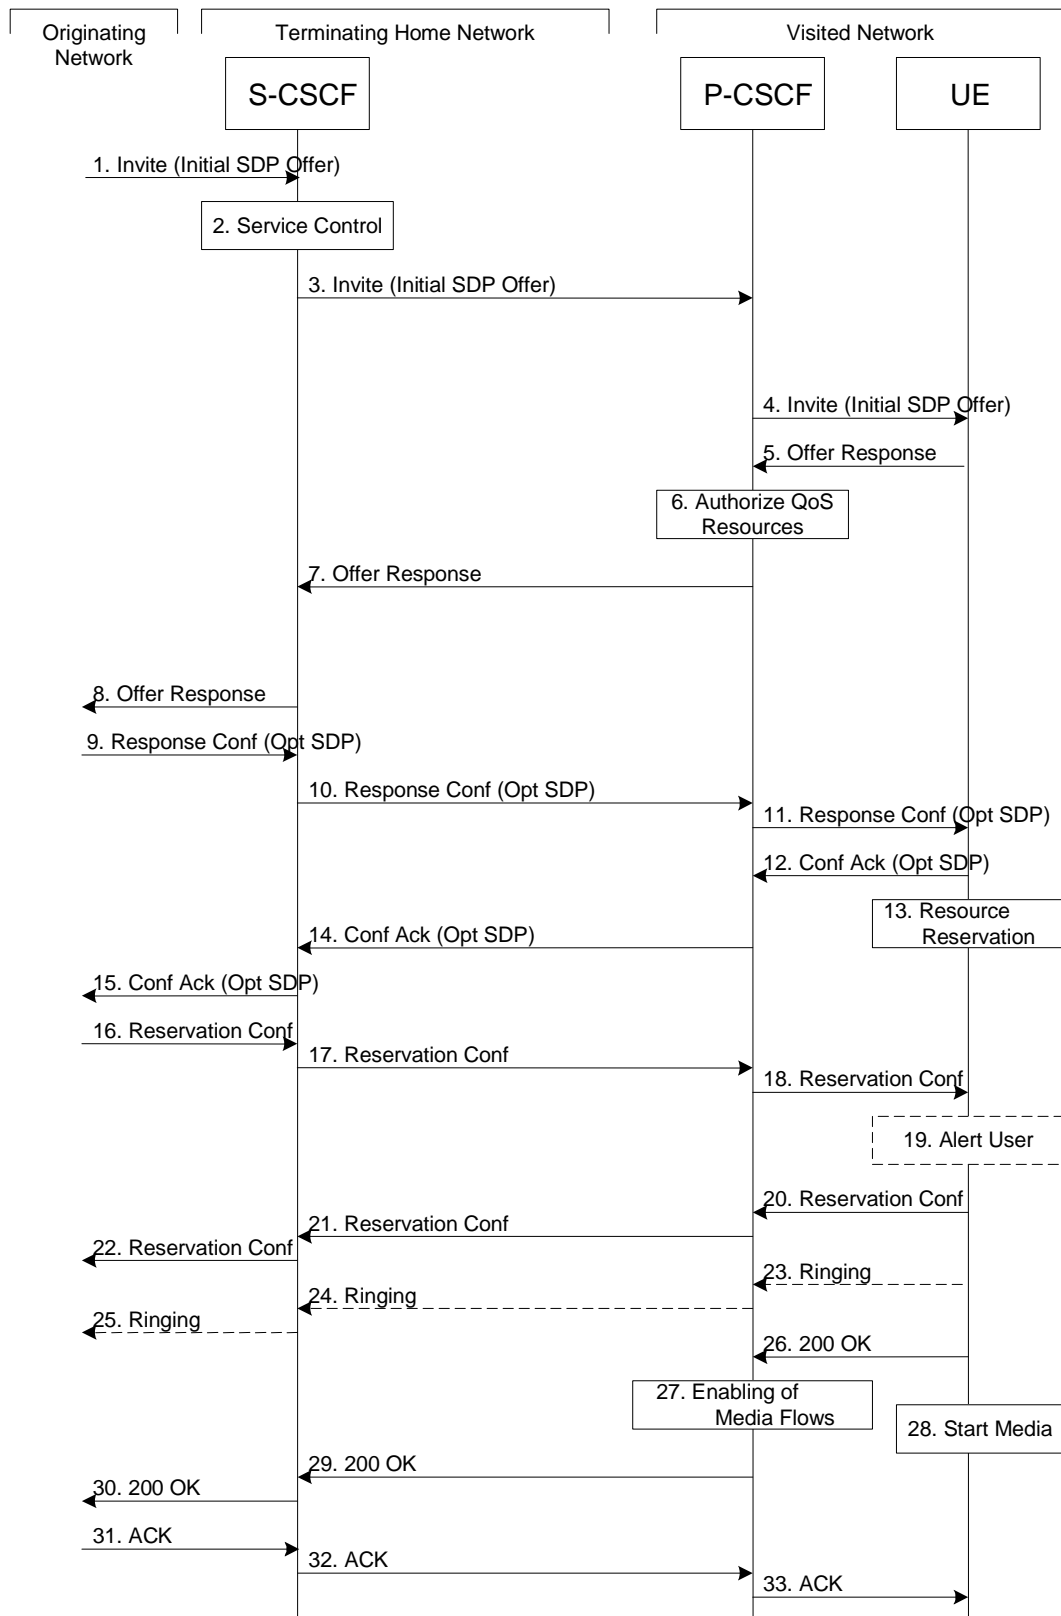 Originating
Network
Terminating Home Network
Visited Network
S-CSCF
P-CSCF
UE
1. Invite (Initial SDP Offer)
2. Service Control
3. Invite (Initial SDP Offer)
4. Invite (Initial SDP Offer)
5. Offer Response
6. Authorize QoS
Resources
7. Offer Response
8. Offer Response
9. Response Conf (Opt SDP)
10. Response Conf (Opt SDP)
11. Response Conf (Opt SDP)
12. Conf Ack (Opt SDP)
13. Resource
Reservation
14. Conf Ack (Opt SDP)
15. Conf Ack (Opt SDP)
16. Reservation Conf
17. Reservation Conf
18. Reservation Conf
19. Alert User
20. Reservation Conf
21. Reservation Conf
22. Reservation Conf
23. Ringing
24. Ringing
25. Ringing
26. 200 OK
27. Enabling of
Media Flows
28. Start Media
29. 200 OK
30. 200 OK
31. ACK
32. ACK
33. ACK